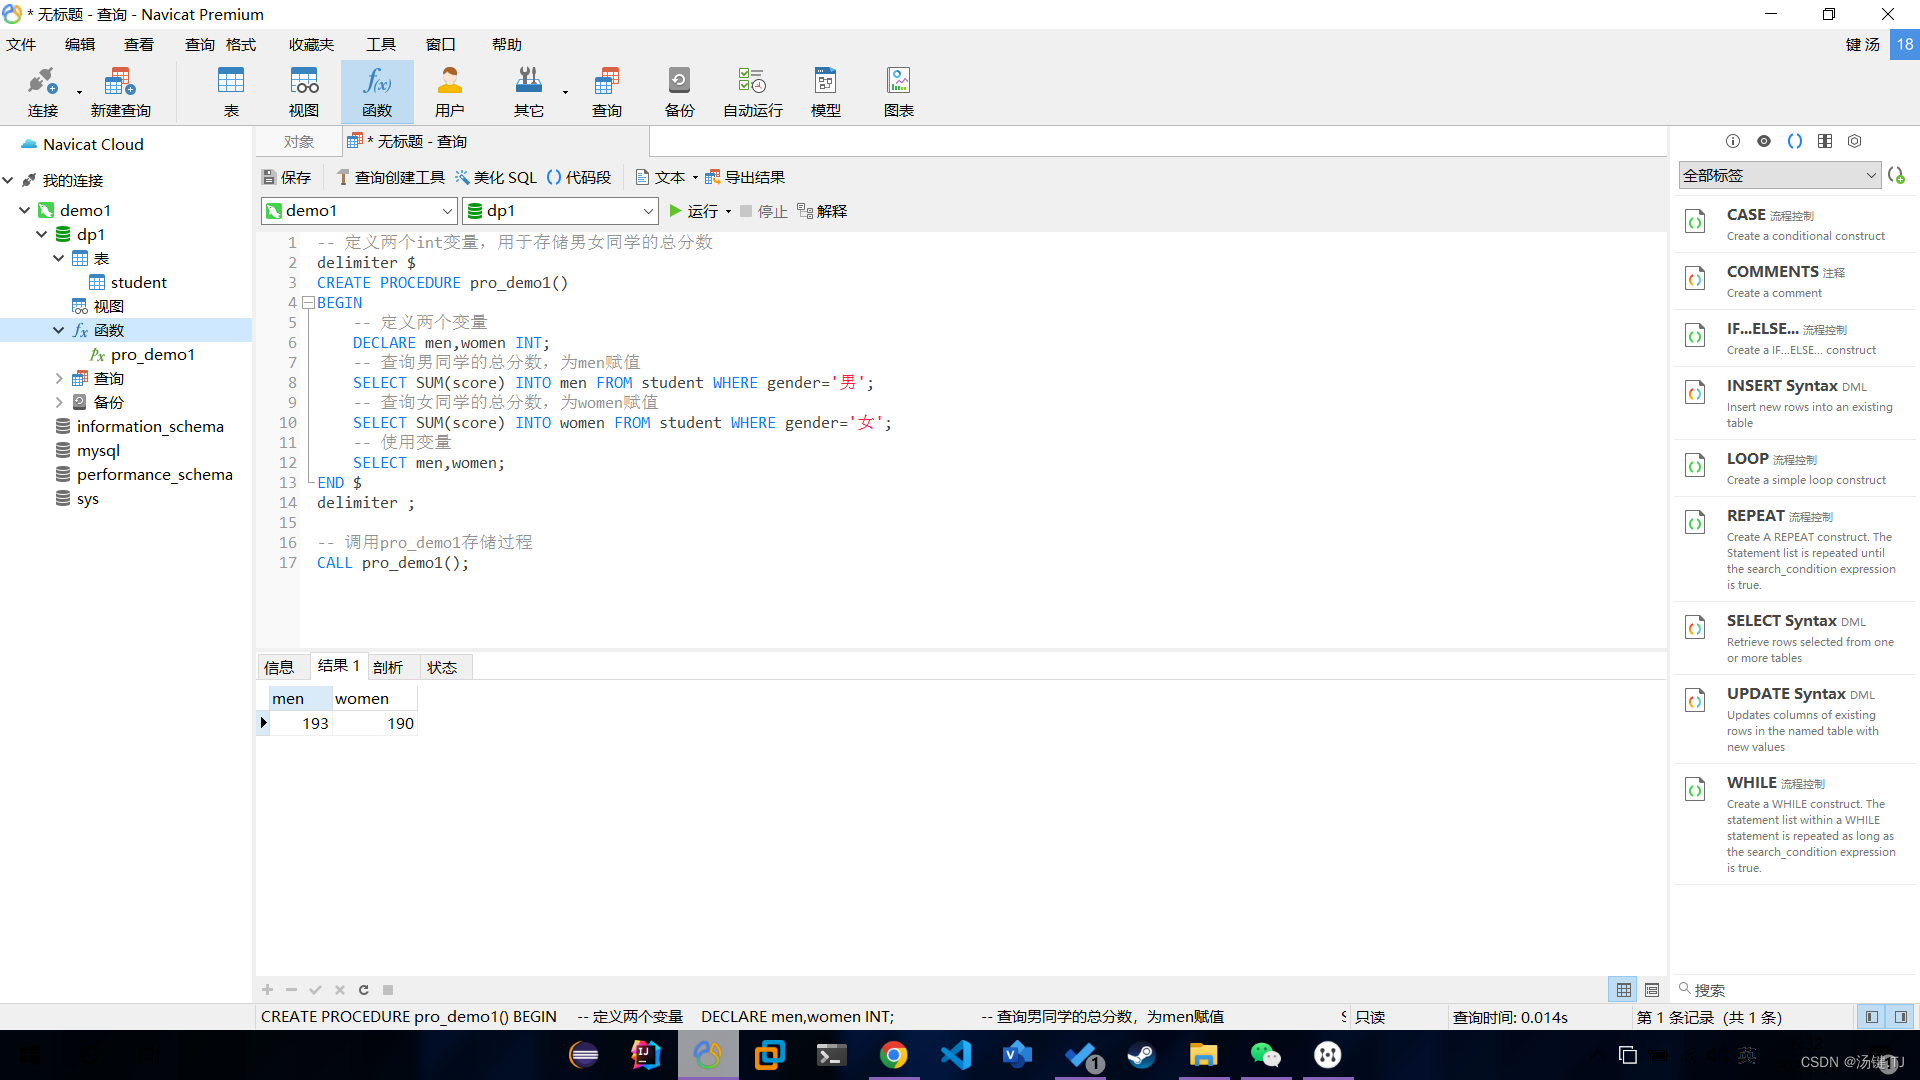 * 无标题 - 查询 - Navicat Premium
文件 编辑 查看 查询 格式 收藏夹 工具 窗口 帮助 键 汤 18
连接 新建查询 表 视图 函数 用户 其它 查询 备份 自动运行 模型 图表
Navicat Cloud
我的连接
demo1
dp1
表
student
视图
函数
pro_demo1
查询
备份
information_schema
mysql
performance_schema
sys
对象 * 无标题 - 查询
保存 查询创建工具 美化 SQL 代码段 文本 导出结果
demo1 dp1 运行 停止 解释
1 -- 定义两个int变量，用于存储男女同学的总分数
2 delimiter $
3 CREATE PROCEDURE pro_demo1()
4 BEGIN
5 -- 定义两个变量
6 DECLARE men,women INT;
7 -- 查询男同学的总分数，为men赋值
8 SELECT SUM(score) INTO men FROM student WHERE gender='男';
9 -- 查询女同学的总分数，为women赋值
10 SELECT SUM(score) INTO women FROM student WHERE gender='女';
11 -- 使用变量
12 SELECT men,women;
13 END $
14 delimiter ;
15
16 -- 调用pro_demo1存储过程
17 CALL pro_demo1();
信息 结果 1 剖析 状态
men women
193 190
全部标签
CASE 流程控制
Create a conditional construct
COMMENTS 注释
Create a comment
IF...ELSE... 流程控制
Create a IF...ELSE... construct
INSERT Syntax DML
Insert new rows into an existing
table
LOOP 流程控制
Create a simple loop construct
REPEAT 流程控制
Create A REPEAT construct. The
Statement list is repeated until
the search_condition expression
is true.
SELECT Syntax DML
Retrieve rows selected from one
or more tables
UPDATE Syntax DML
Updates columns of existing
rows in the named table with
new values
WHILE 流程控制
Create a WHILE construct. The
statement list within a WHILE
statement is repeated as long as
the search_condition expression
is true.
搜索
CREATE PROCEDURE pro_demo1() BEGIN -- 定义两个变量 DECLARE men,women INT; -- 查询男同学的总分数，为men赋值 只读 查询时间: 0.014s 第 1 条记录 (共 1 条)
英
CSDN @汤键.TJ